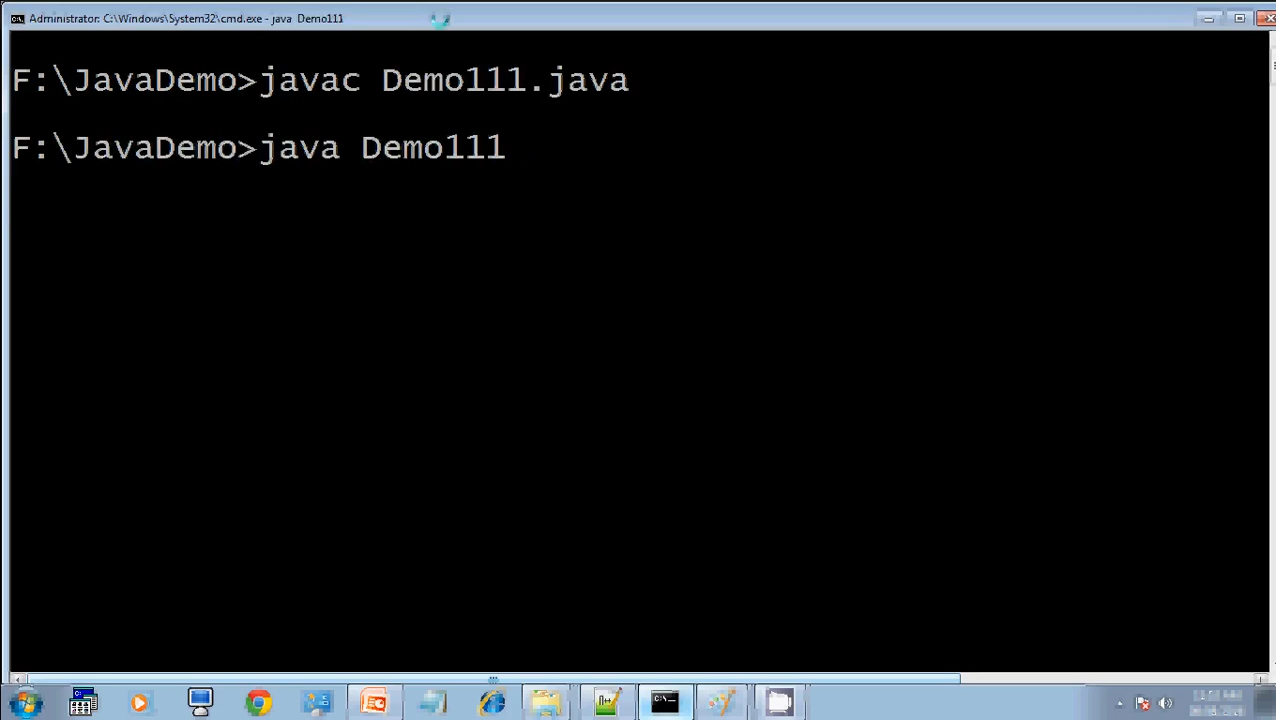 Administrator: C:\Windows\System32\cmd.exe - java  Demo111
F:\JavaDemo>javac Demo111.java
F:\JavaDemo>java Demo111